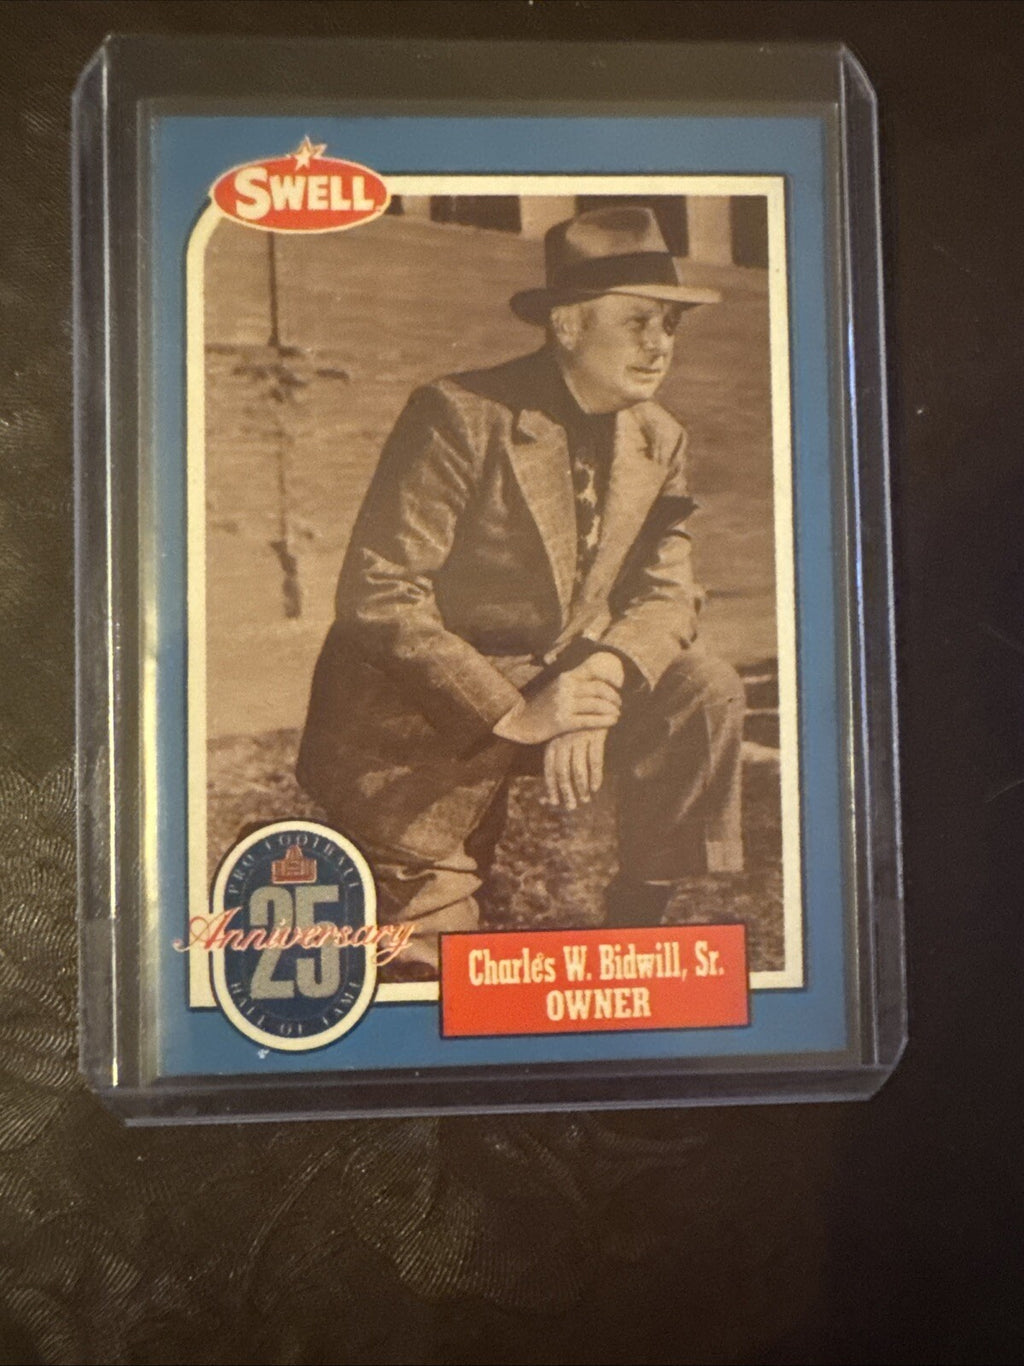 SWELL
PRO FOOTBALL
25
Anniversary
HALL OF FAME
Charles W. Bidwill, Sr.
OWNER